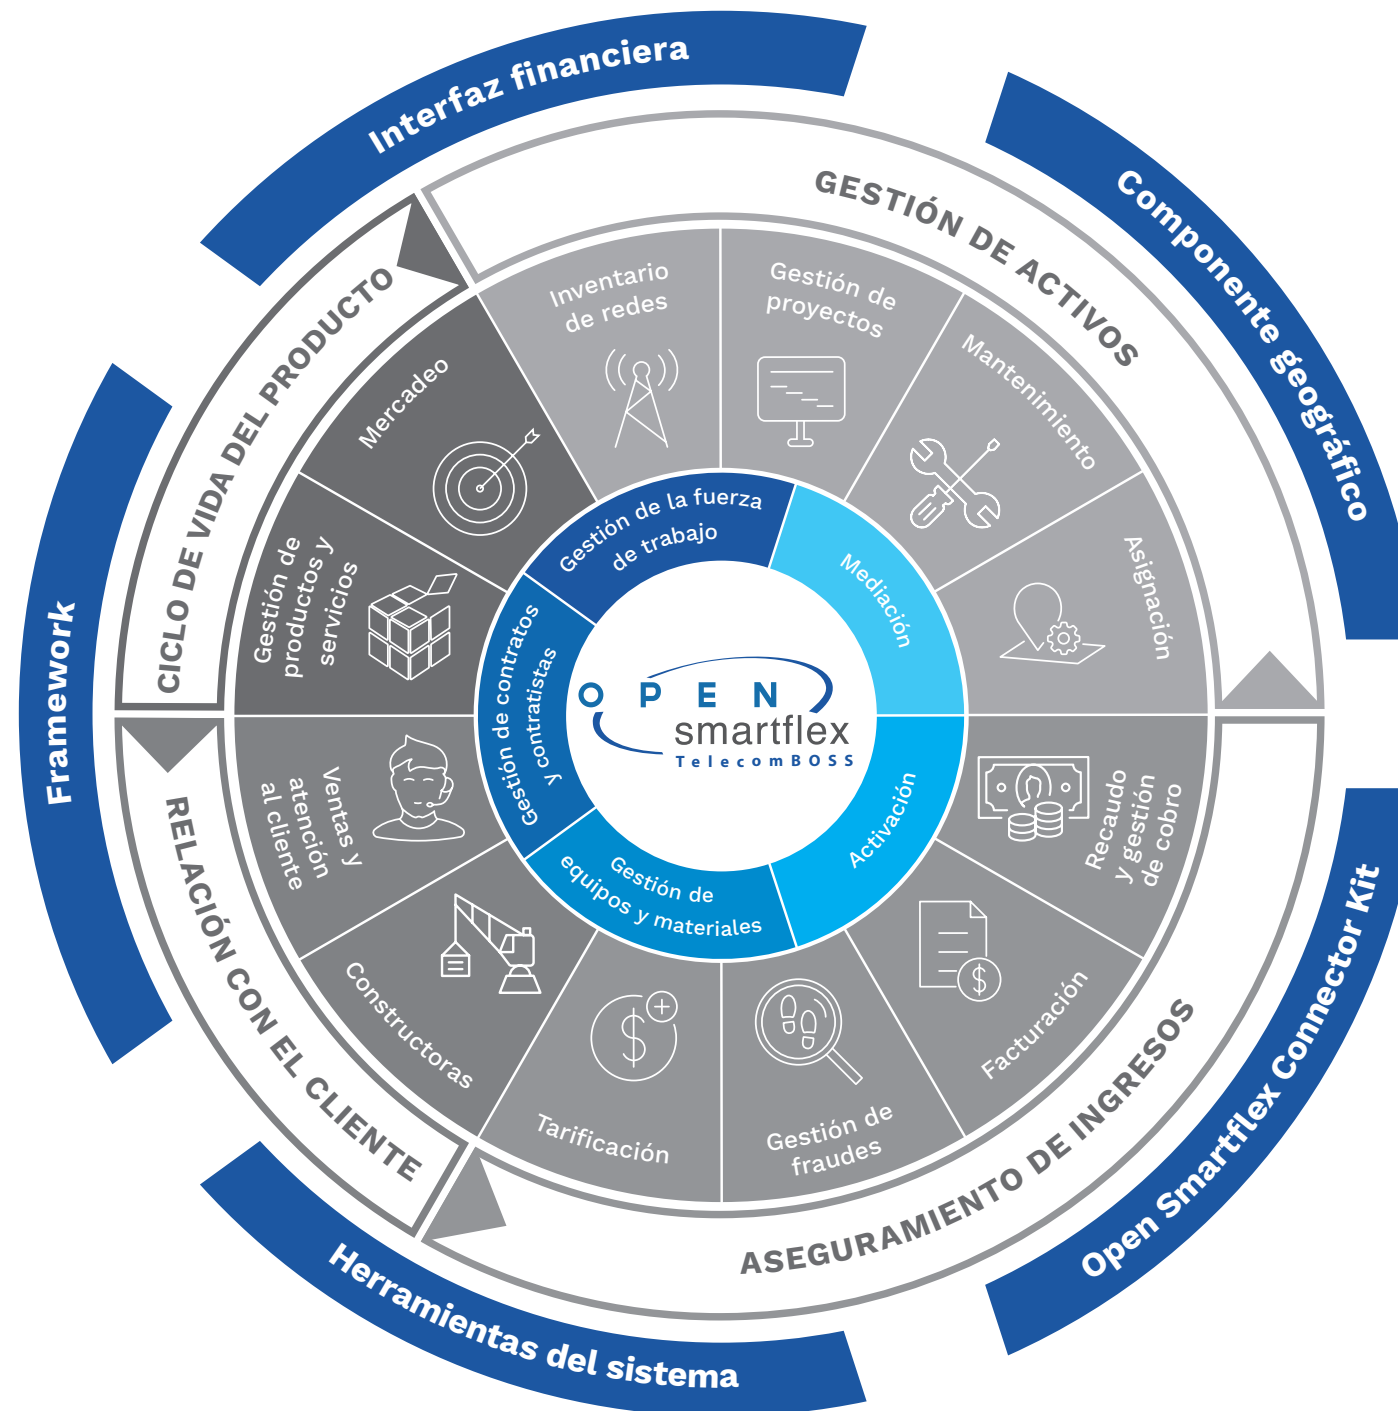 Interfaz financiera
Componente geográfico
Open Smartflex Connector Kit
Herramientas del sistema
Framework
GESTIÓN DE ACTIVOS
ASEGURAMIENTO DE INGRESOS
RELACIÓN CON EL CLIENTE
CICLO DE VIDA DEL PRODUCTO
Inventario
de redes
Gestión de
proyectos
Mantenimiento
Asignación
Recaudo
y gestión
de cobro
Facturación
Gestión de
fraudes
Tarificación
Constructoras
Ventas y
atención
al cliente
Gestión de
productos y
servicios
Mercadeo
Gestión de la fuerza
de trabajo
Mediación
Activación
Gestión de
equipos y materiales
Gestión de contratos
y contratistas
OPEN
smartflex
TelecomBOSS